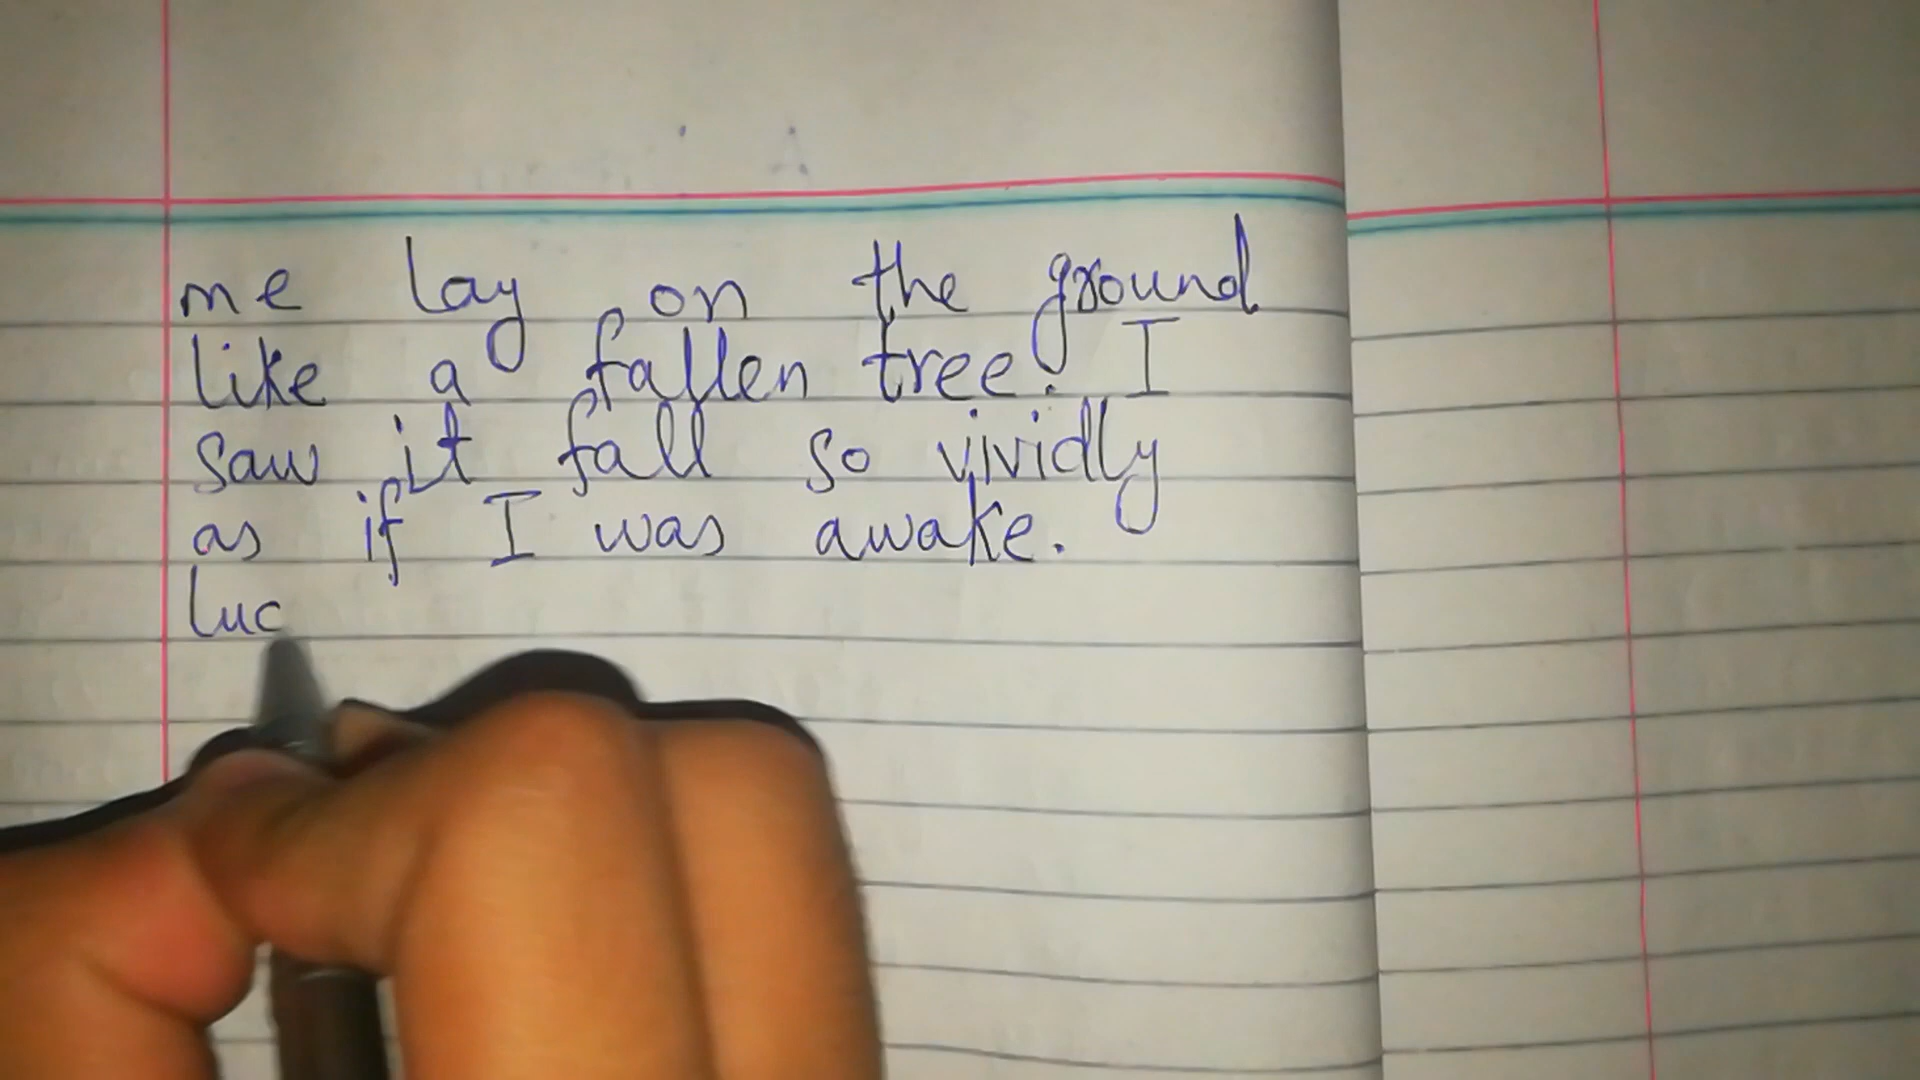 me lay on the ground
like a fallen tree. I
saw it fall so vividly
as if I was awake.
Luc